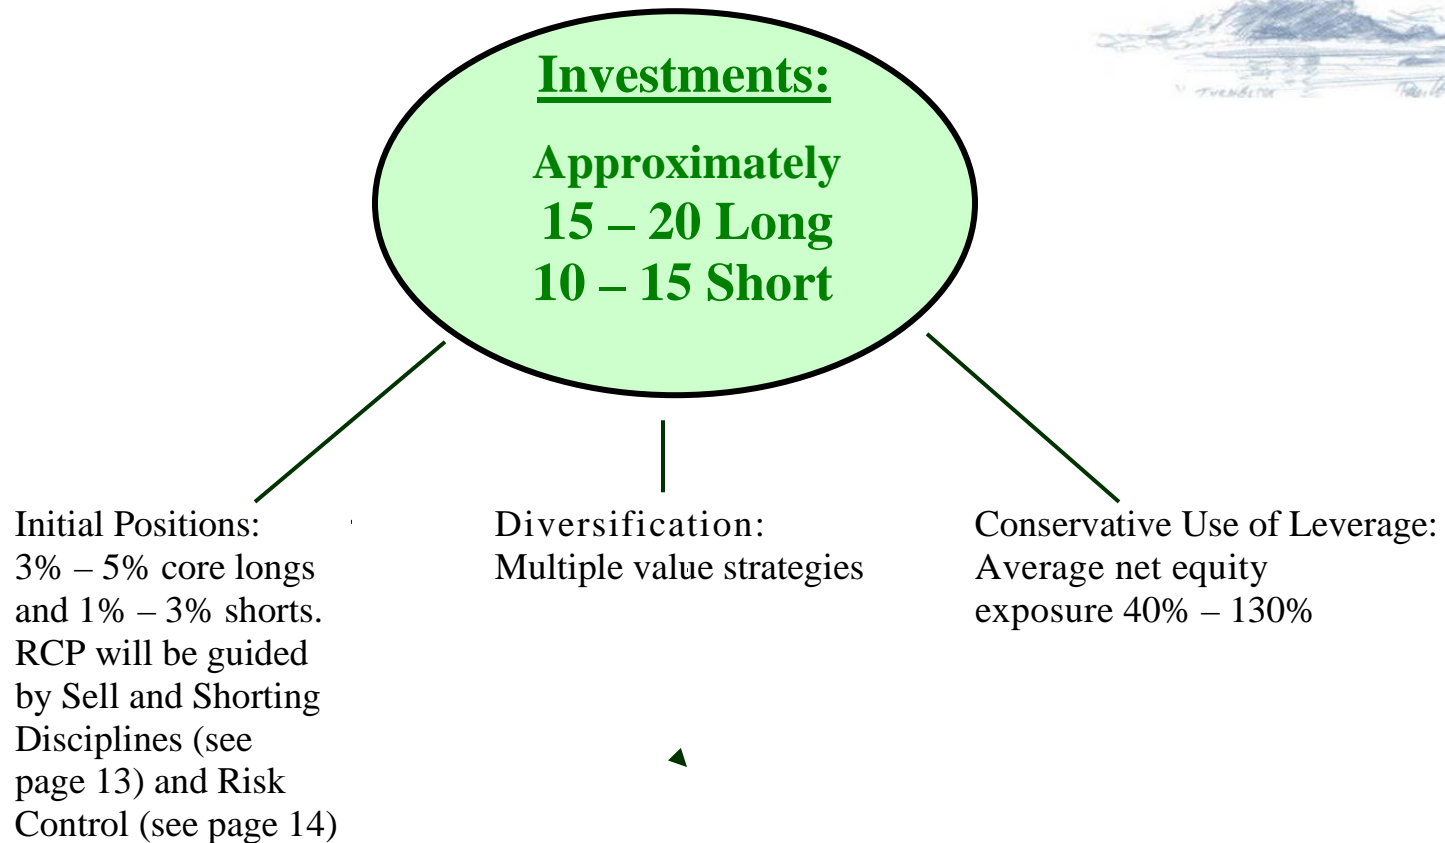 Investments:
Approximately
15 – 20 Long
10 – 15 Short
Initial Positions:
3% – 5% core longs
and 1% – 3% shorts.
RCP will be guided
by Sell and Shorting
Disciplines (see
page 13) and Risk
Control (see page 14)
Diversification:
Multiple value strategies
Conservative Use of Leverage:
Average net equity
exposure 40% – 130%